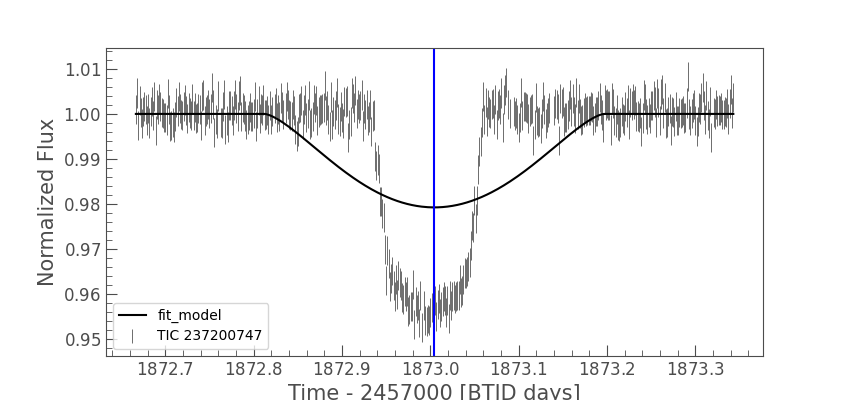 Normalized Flux
1.01
1.00
0.99
0.98
0.97
0.96
0.95
fit_model
TIC 237200747
1872.7 1872.8 1872.9 1873.0 1873.1 1873.2 1873.3
Time - 2457000 [BTJD days]